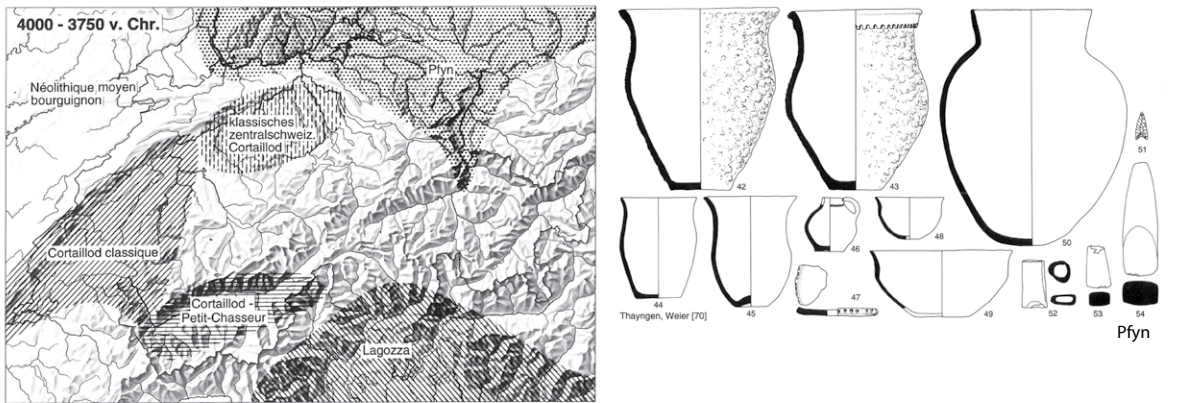 4000 - 3750 v. Chr.
Pfyn
Néolithique moyen
bourguignon
klassisches
zentralschweiz.
Cortaillod
Cortaillod classique
Cortaillod -
Petit-Chasseur
Lagozza
42
43
51
46
48
50
44
45
47
49
52
53
54
Thayngen, Weier [70]
Pfyn